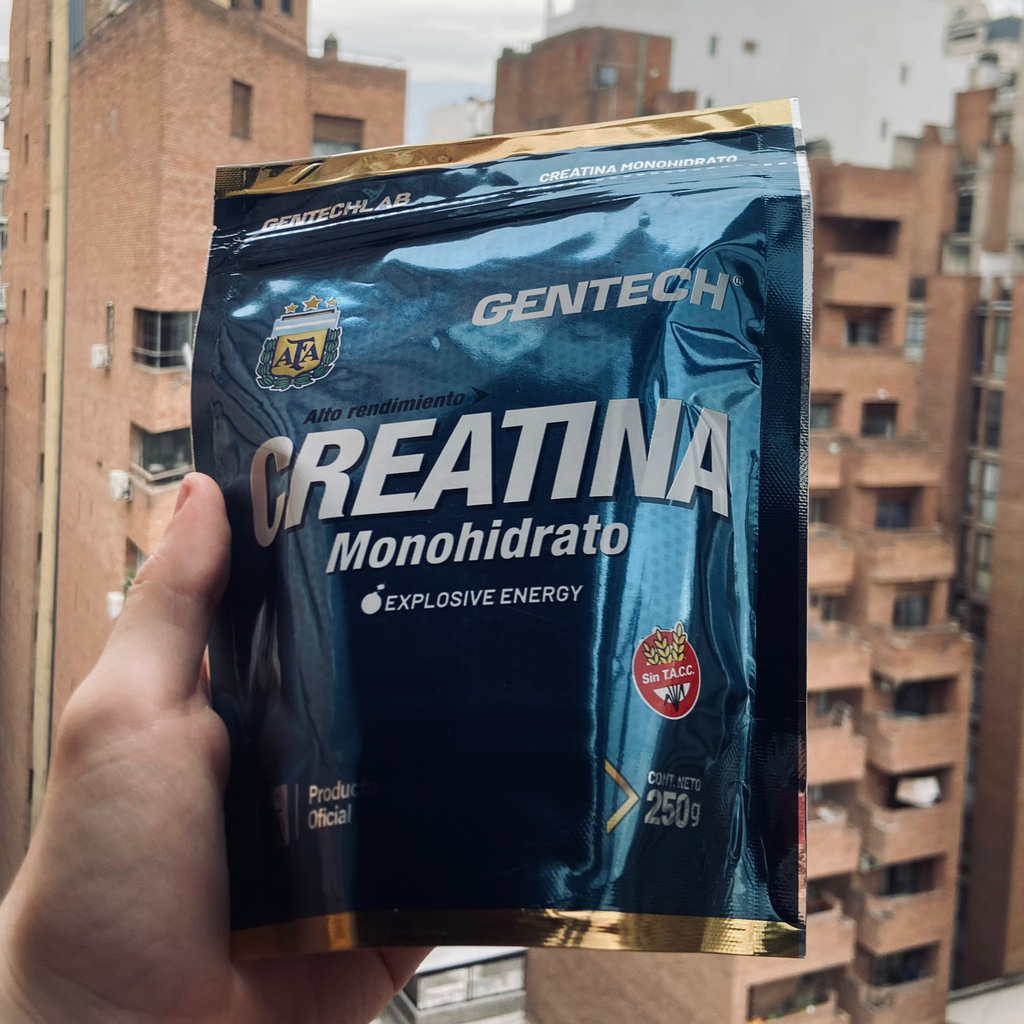 GENTECHLAB
CREATINA MONOHIDRATO
GENTECH®
AFA
Alto rendimiento
CREATINA
Monohidrato
EXPLOSIVE ENERGY
Sin T.A.C.C.
Producto
Oficial
CONT. NETO
250g